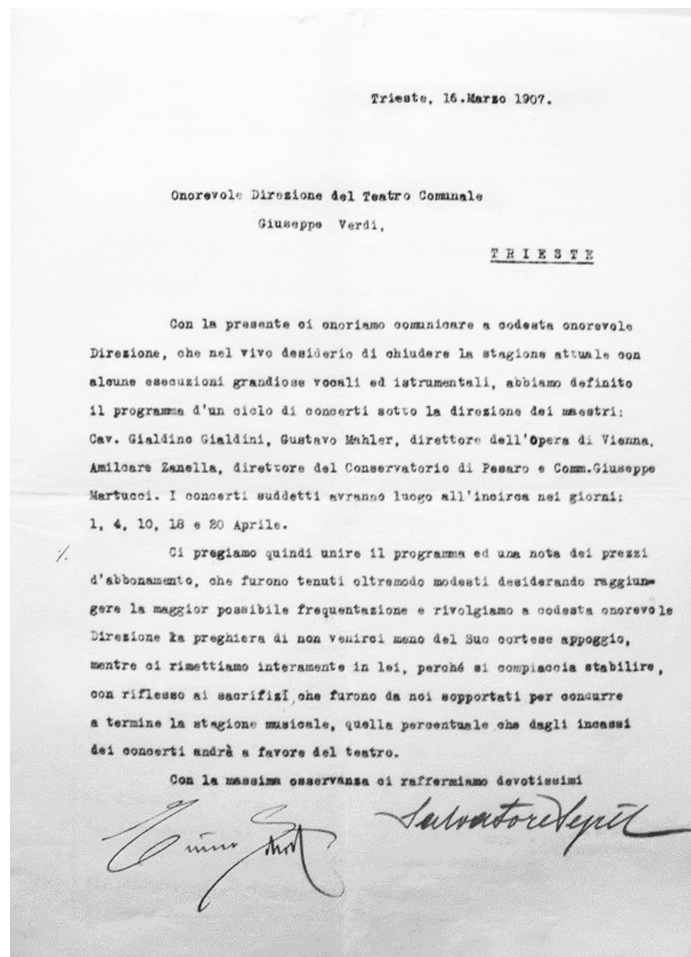 Trieste, 16.Marzo 1907.
Onorevole Direzione del Teatro Comunale
Giuseppe Verdi,
TRIESTE
Con la presente ci onoriamo comunicare a codesta onorevole
Direzione, che nel vivo desiderio di chiudere la stagione attuale con
alcune esecuzioni grandiose vocali ed istrumentali, abbiamo definito
il programma d'un ciclo di concerti sotto la direzione dei maestri:
Cav. Gialdino Gialdini, Gustavo Mahler, direttore dell'Opera di Vienna,
Amilcare Zanella, direttore del Conservatorio di Pesaro e Comm.Giuseppe
Martucci. I concerti suddetti avranno luogo all'incirca nei giorni:
1, 4, 10, 18 e 20 Aprile.
%. Ci pregiamo quindi unire il programma ed una nota dei prezzi
d'abbonamento, che furono tenuti oltremodo modesti desiderando raggiun=
gere la maggior possibile frequentazione e rivolgiamo a codesta onorevole
Direzione la preghiera di non venirci meno del Suo cortese appoggio,
mentre ci rimettiamo interamente in lei, perché si compiaccia stabilire,
con riflesso ai sacrifizî che furono da noi sopportati per condurre
a termine la stagione musicale, quella percentuale che dagli incassi
dei concerti andrà a favore del teatro.
Con la massima osservanza ci raffermiamo devotissimi
Salvatore Sepil